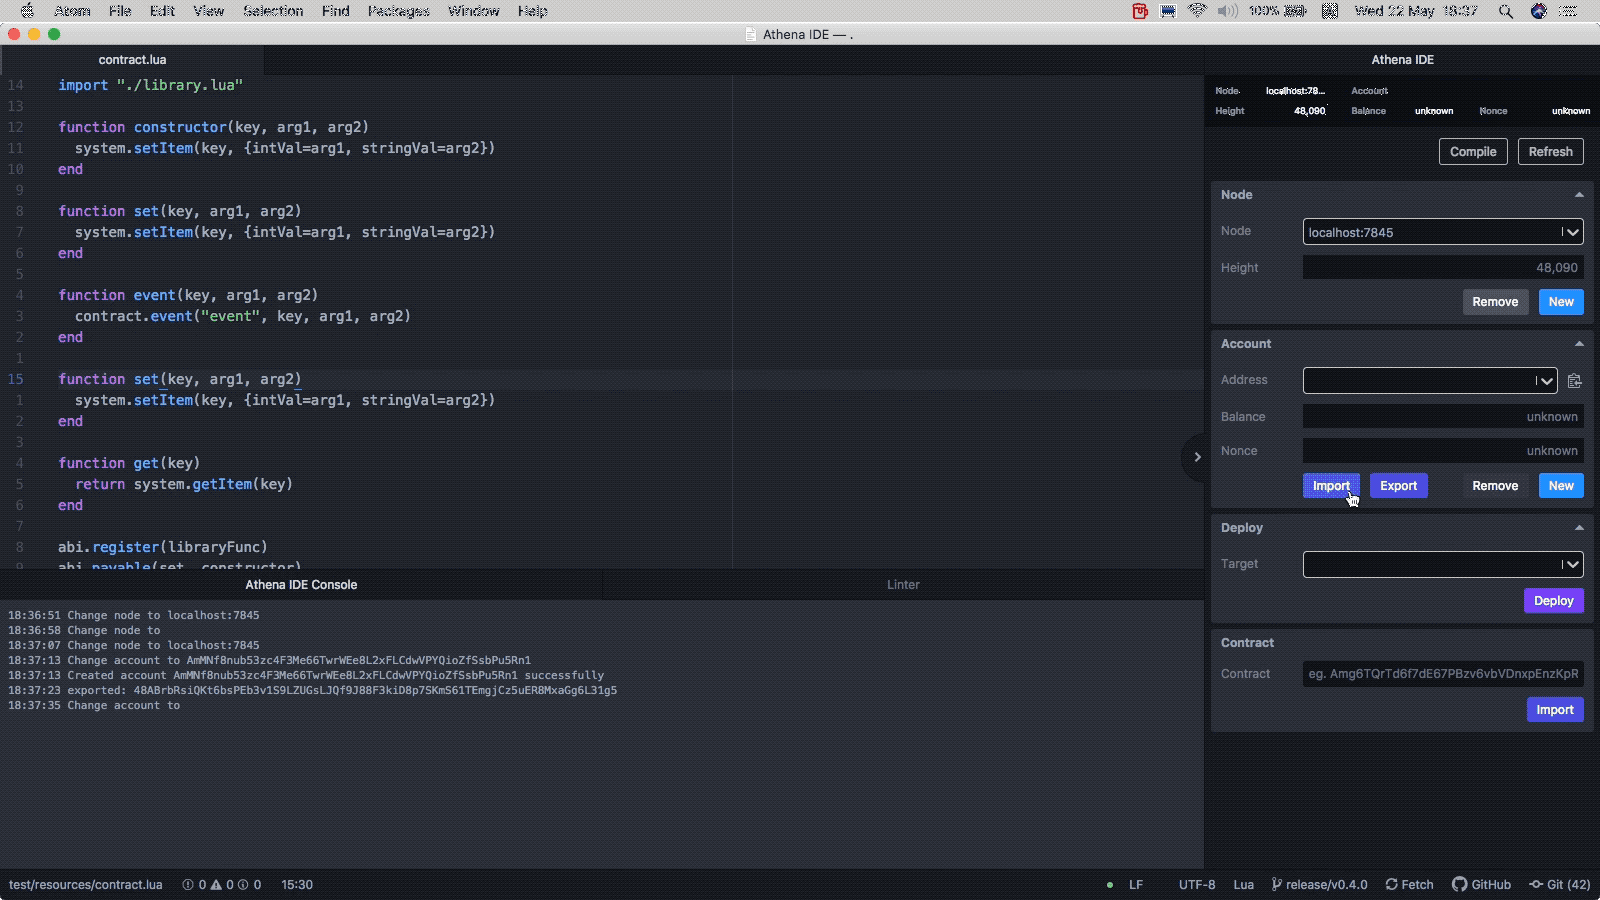 Atom File Edit View Selection Find Packages Window Help 100% Wed 22 May 18:37
Athena IDE — .
contract.lua
14 import "./library.lua"
13
12 function constructor(key, arg1, arg2)
11 system.setItem(key, {intVal=arg1, stringVal=arg2})
10 end
9
8 function set(key, arg1, arg2)
7 system.setItem(key, {intVal=arg1, stringVal=arg2})
6 end
5
4 function event(key, arg1, arg2)
3 contract.event("event", key, arg1, arg2)
2 end
1
15 function set(key, arg1, arg2)
1 system.setItem(key, {intVal=arg1, stringVal=arg2})
2 end
3
4 function get(key)
5 return system.getItem(key)
6 end
7
8 abi.register(libraryFunc)
9 abi.payable(set, constructor)
Athena IDE Console Linter
18:36:51 Change node to localhost:7845
18:36:58 Change node to
18:37:07 Change node to localhost:7845
18:37:13 Change account to AmMNf8nub53zc4F3Me66TwrWEe8L2xFLCdwVPYQioZfSsbPu5Rn1
18:37:13 Created account AmMNf8nub53zc4F3Me66TwrWEe8L2xFLCdwVPYQioZfSsbPu5Rn1 successfully
18:37:23 exported: 48ABrbRsiQKt6bsPEb3v1S9LZUGsLJQf9J88F3kiD8p7SKmS61TEmgjCz5uER8MxaGg6L31g5
18:37:35 Change account to
Athena IDE
Node localhost:78... Account
Height 48,090 Balance unknown Nonce unknown
Compile Refresh
Node
Node localhost:7845
Height 48,090
Remove New
Account
Address
Balance unknown
Nonce unknown
Import Export Remove New
Deploy
Target
Deploy
Contract
Contract eg. Amg6TQrTd6f7dE67PBzv6vbVDnxpEnzKpR
Import
test/resources/contract.lua 0 0 0 15:30 LF UTF-8 Lua release/v0.4.0 Fetch GitHub Git (42)